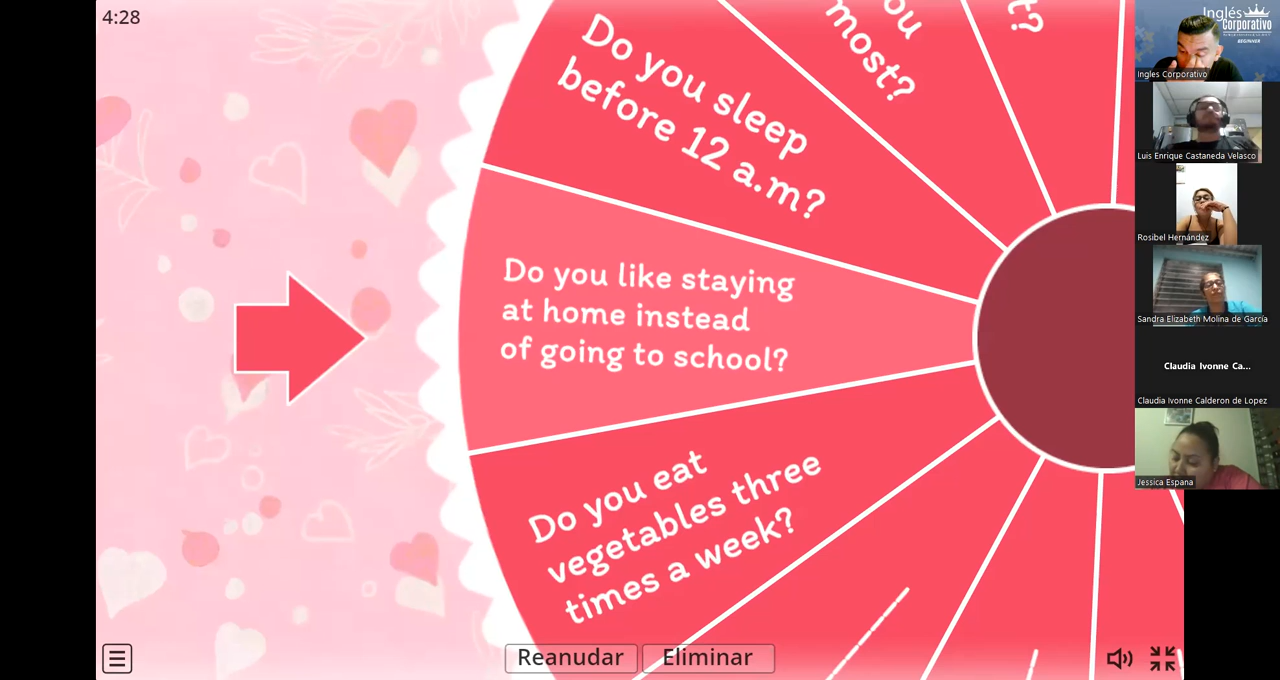 4:28
Do you sleep
before 12 a.m?
ou
most?
t?
Do you like staying
at home instead
of going to school?
Do you eat
vegetables three
times a week?
Reanudar
Eliminar
Inglés
Corporativo
BEGINNER
Ingles Corporativo
Luis Enrique Castaneda Velasco
Rosibel Hernández
Sandra Elizabeth Molina de García
Claudia Ivonne Ca...
Claudia Ivonne Calderon de Lopez
Jessica Espana